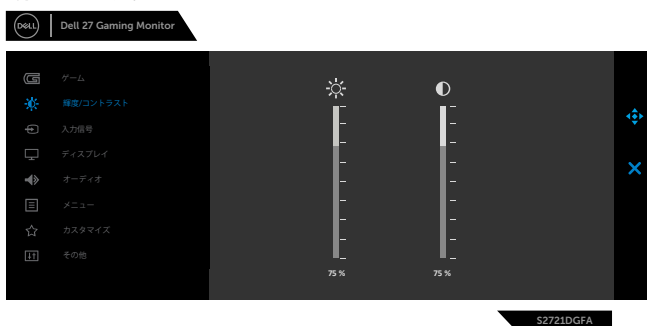 DELL
Dell 27 Gaming Monitor
ゲーム
輝度/コントラスト
入力信号
ディスプレイ
オーディオ
メニュー
カスタマイズ
その他
75 %
75 %
S2721DGFA